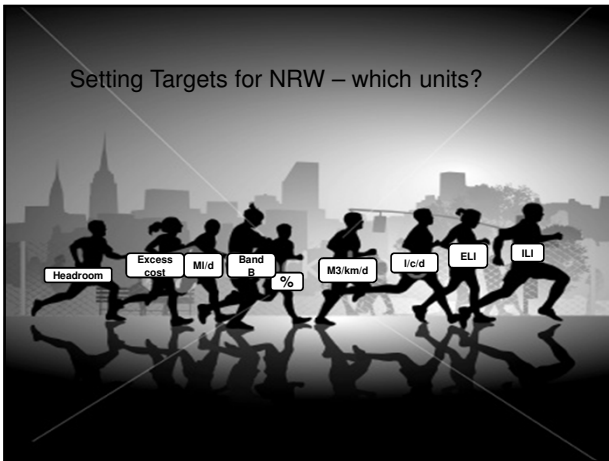 Setting Targets for NRW – which units?
Headroom
Excess
cost
Ml/d
Band
B
%
M3/km/d
l/c/d
ELI
ILI